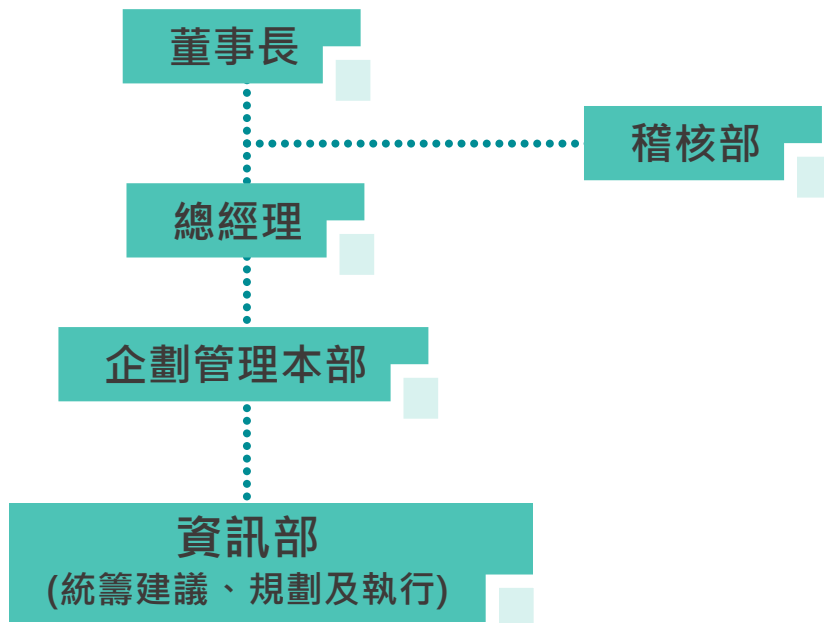 董事長
稽核部
總經理
企劃管理本部
資訊部
(統籌建議、規劃及執行)